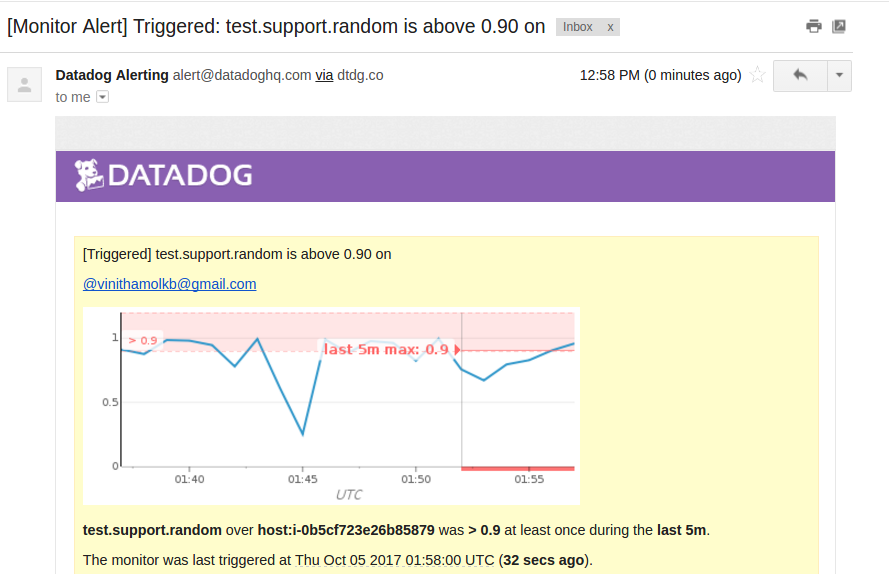 [Monitor Alert] Triggered: test.support.random is above 0.90 on Inbox x
Datadog Alerting alert@datadoghq.com via dtdg.co 12:58 PM (0 minutes ago)
to me
DATADOG
[Triggered] test.support.random is above 0.90 on
@vinithamolkb@gmail.com
1
> 0.9
last 5m max: 0.9
0.5
0
01:40 01:45 01:50 01:55
UTC
test.support.random over host:i-0b5cf723e26b85879 was > 0.9 at least once during the last 5m.
The monitor was last triggered at Thu Oct 05 2017 01:58:00 UTC (32 secs ago).